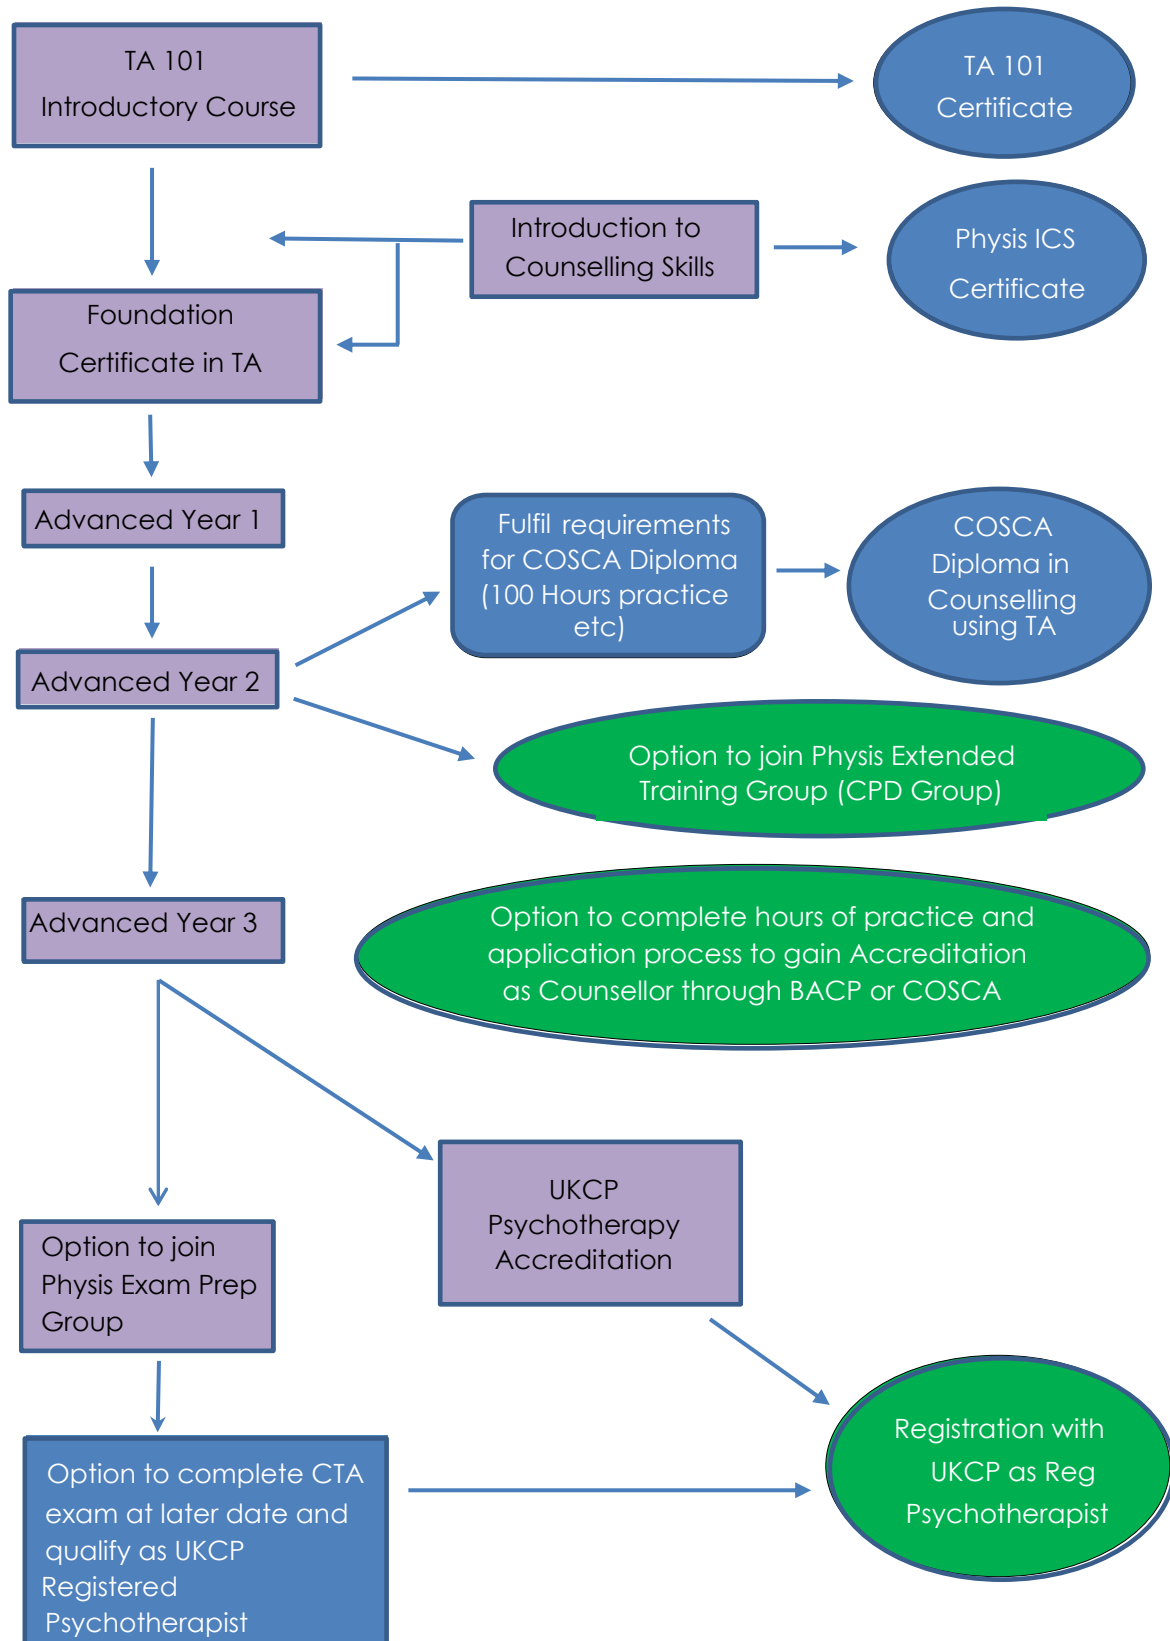 TA 101
Introductory Course
TA 101
Certificate
Introduction to
Counselling Skills
Physis ICS
Certificate
Foundation
Certificate in TA
Advanced Year 1
Fulfil requirements
for COSCA Diploma
(100 Hours practice
etc)
COSCA
Diploma in
Counselling
using TA
Advanced Year 2
Option to join Physis Extended
Training Group (CPD Group)
Advanced Year 3
Option to complete hours of practice and
application process to gain Accreditation
as Counsellor through BACP or COSCA
UKCP
Psychotherapy
Accreditation
Option to join
Physis Exam Prep
Group
Registration with
UKCP as Reg
Psychotherapist
Option to complete CTA
exam at later date and
qualify as UKCP
Registered
Psychotherapist